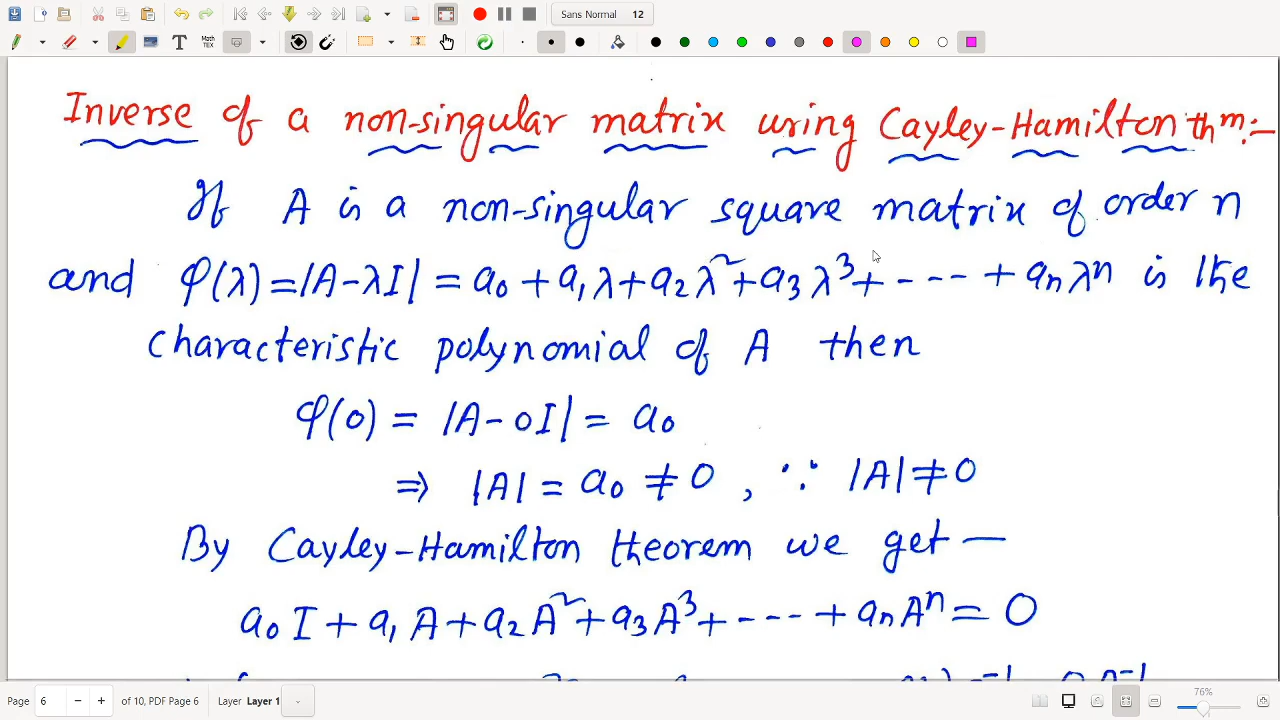 Sans Normal 12
MATH TEX
Inverse of a non-singular matrix using Cayley-Hamilton thm:-
If A is a non-singular square matrix of order n
and φ(λ)=|A-λI| = a₀ + a₁λ + a₂λ² + a₃λ³ + - - - + aₙλⁿ is the
characteristic polynomial of A then
φ(0) = |A-0I| = a₀
⇒ |A| = a₀ ≠ 0 , ∵ |A| ≠ 0
By Cayley-Hamilton theorem we get —
a₀I + a₁A + a₂A² + a₃A³ + - - - + aₙAⁿ = 0
Page 6 of 10, PDF Page 6 Layer Layer 1 76%